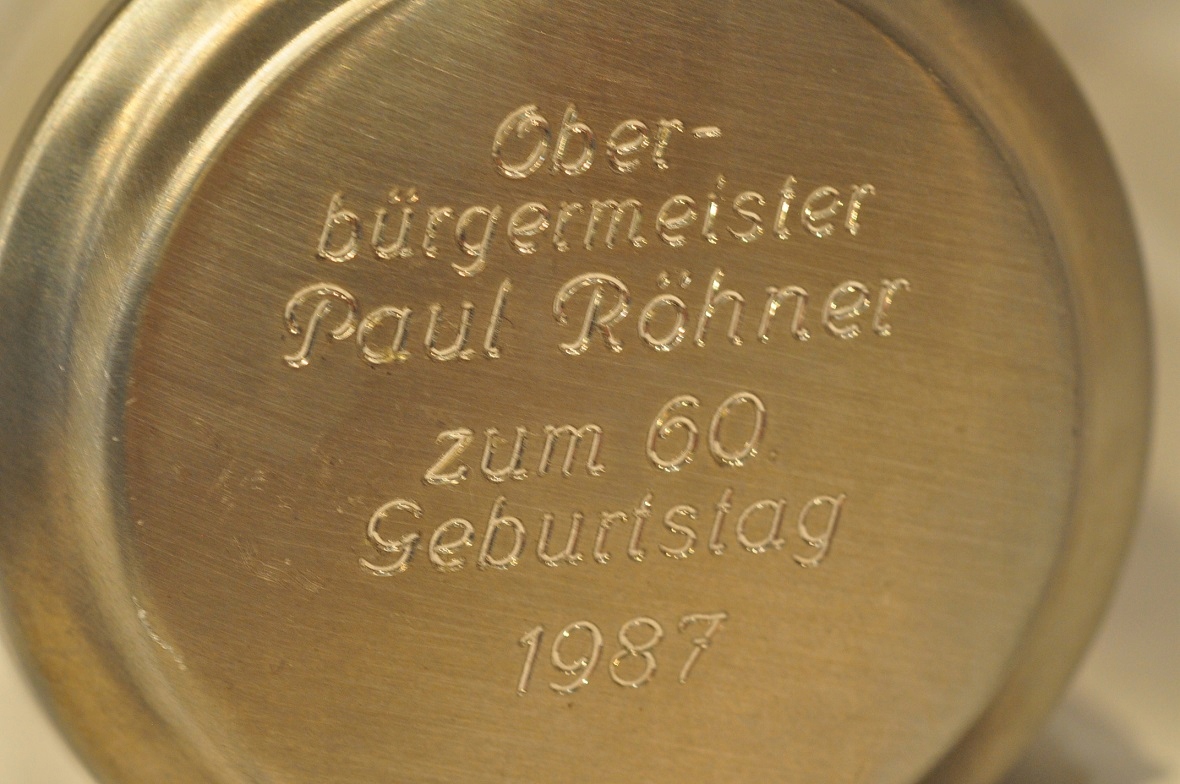 Ober-
bürgermeister
Paul Röhner
zum 60.
Geburtstag
1987